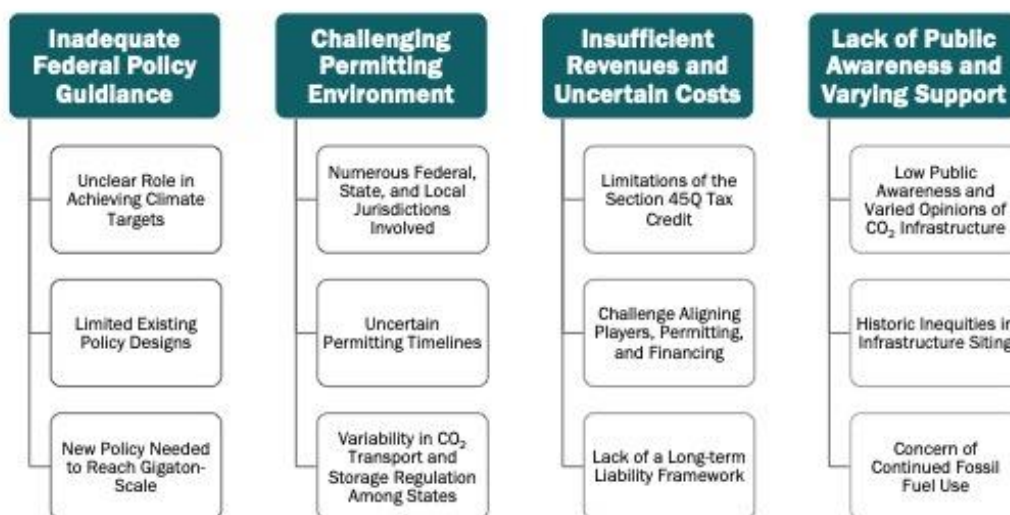 Inadequate
Federal Policy
Guidiance
Unclear Role in
Achieving Climate
Targets
Limited Existing
Policy Designs
New Policy Needed
to Reach Gigaton-
Scale
Challenging
Permitting
Environment
Numerous Federal,
State, and Local
Jurisdictions
Involved
Uncertain
Permitting Timelines
Variability in CO₂
Transport and
Storage Regulation
Among States
Insufficient
Revenues and
Uncertain Costs
Limitations of the
Section 45Q Tax
Credit
Challenge Aligning
Players, Permitting,
and Financing
Lack of a Long-term
Liability Framework
Lack of Public
Awareness and
Varying Support
Low Public
Awareness and
Varied Opinions of
CO₂ Infrastructure
Historic Inequities in
Infrastructure Siting
Concern of
Continued Fossil
Fuel Use